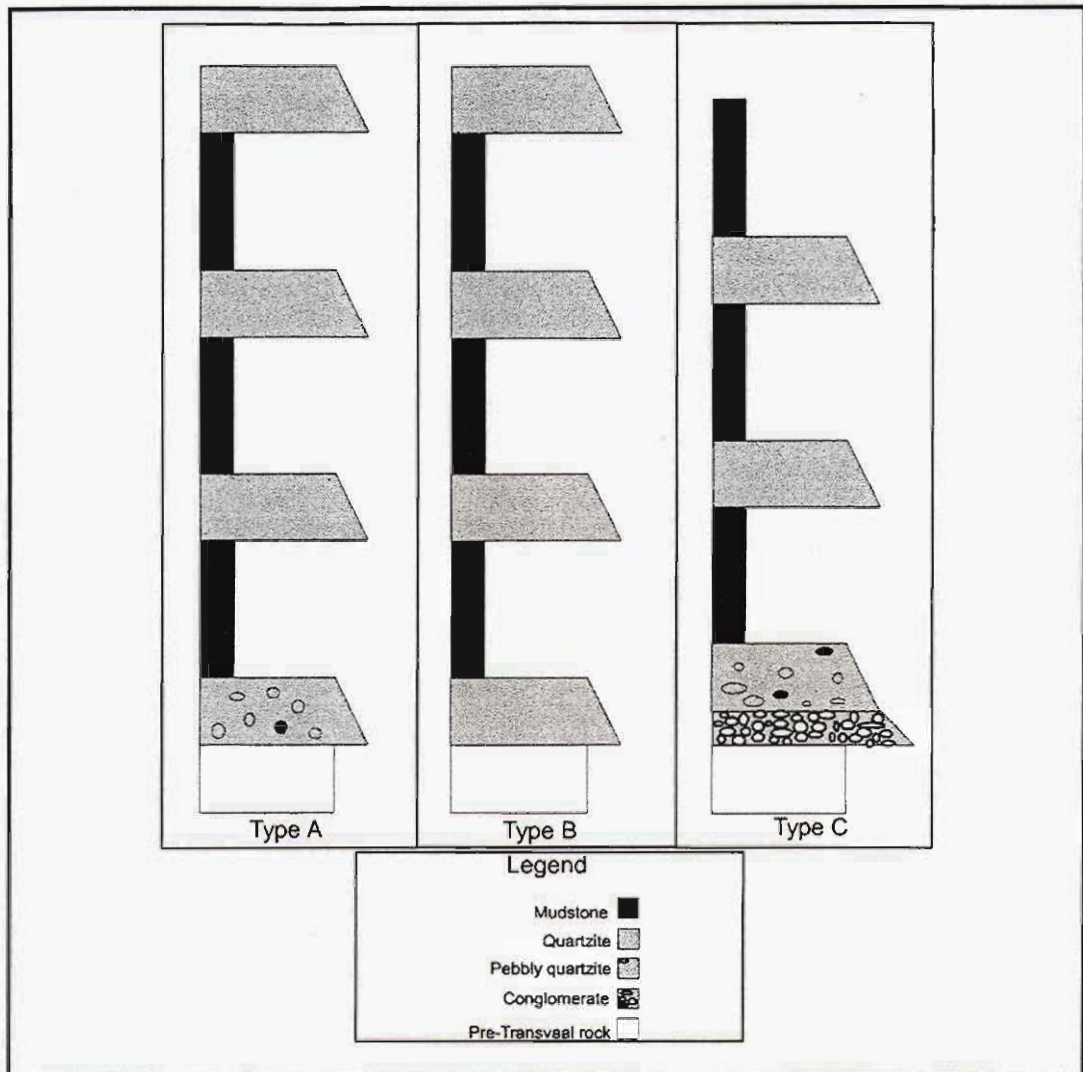 Type A
Type B
Type C
Legend
Mudstone
Quartzite
Pebbly quartzite
Conglomerate
Pre-Transvaal rock